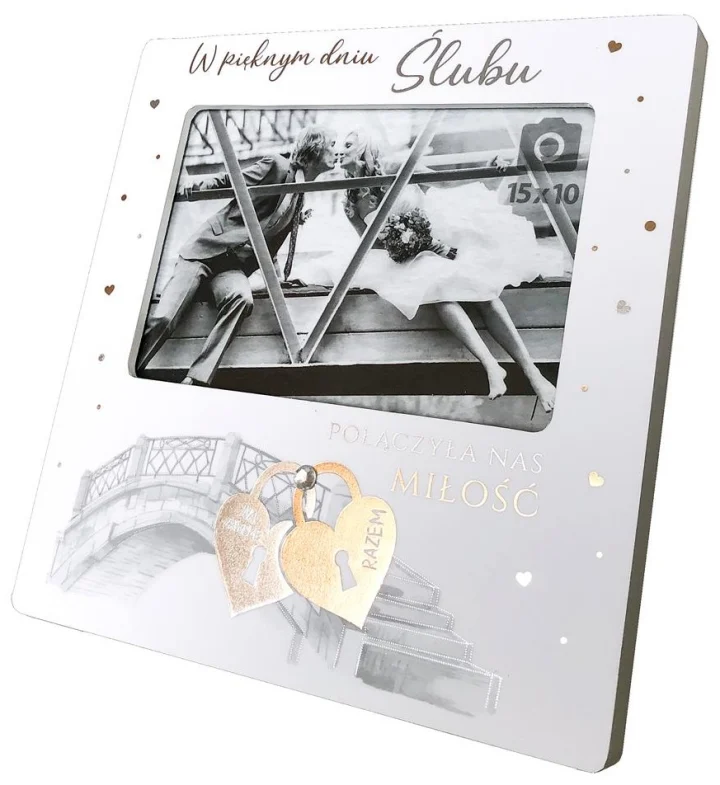 W pięknym dniu Ślubu
15x10
POŁĄCZYŁA NAS
MIŁOŚĆ
RAZEM